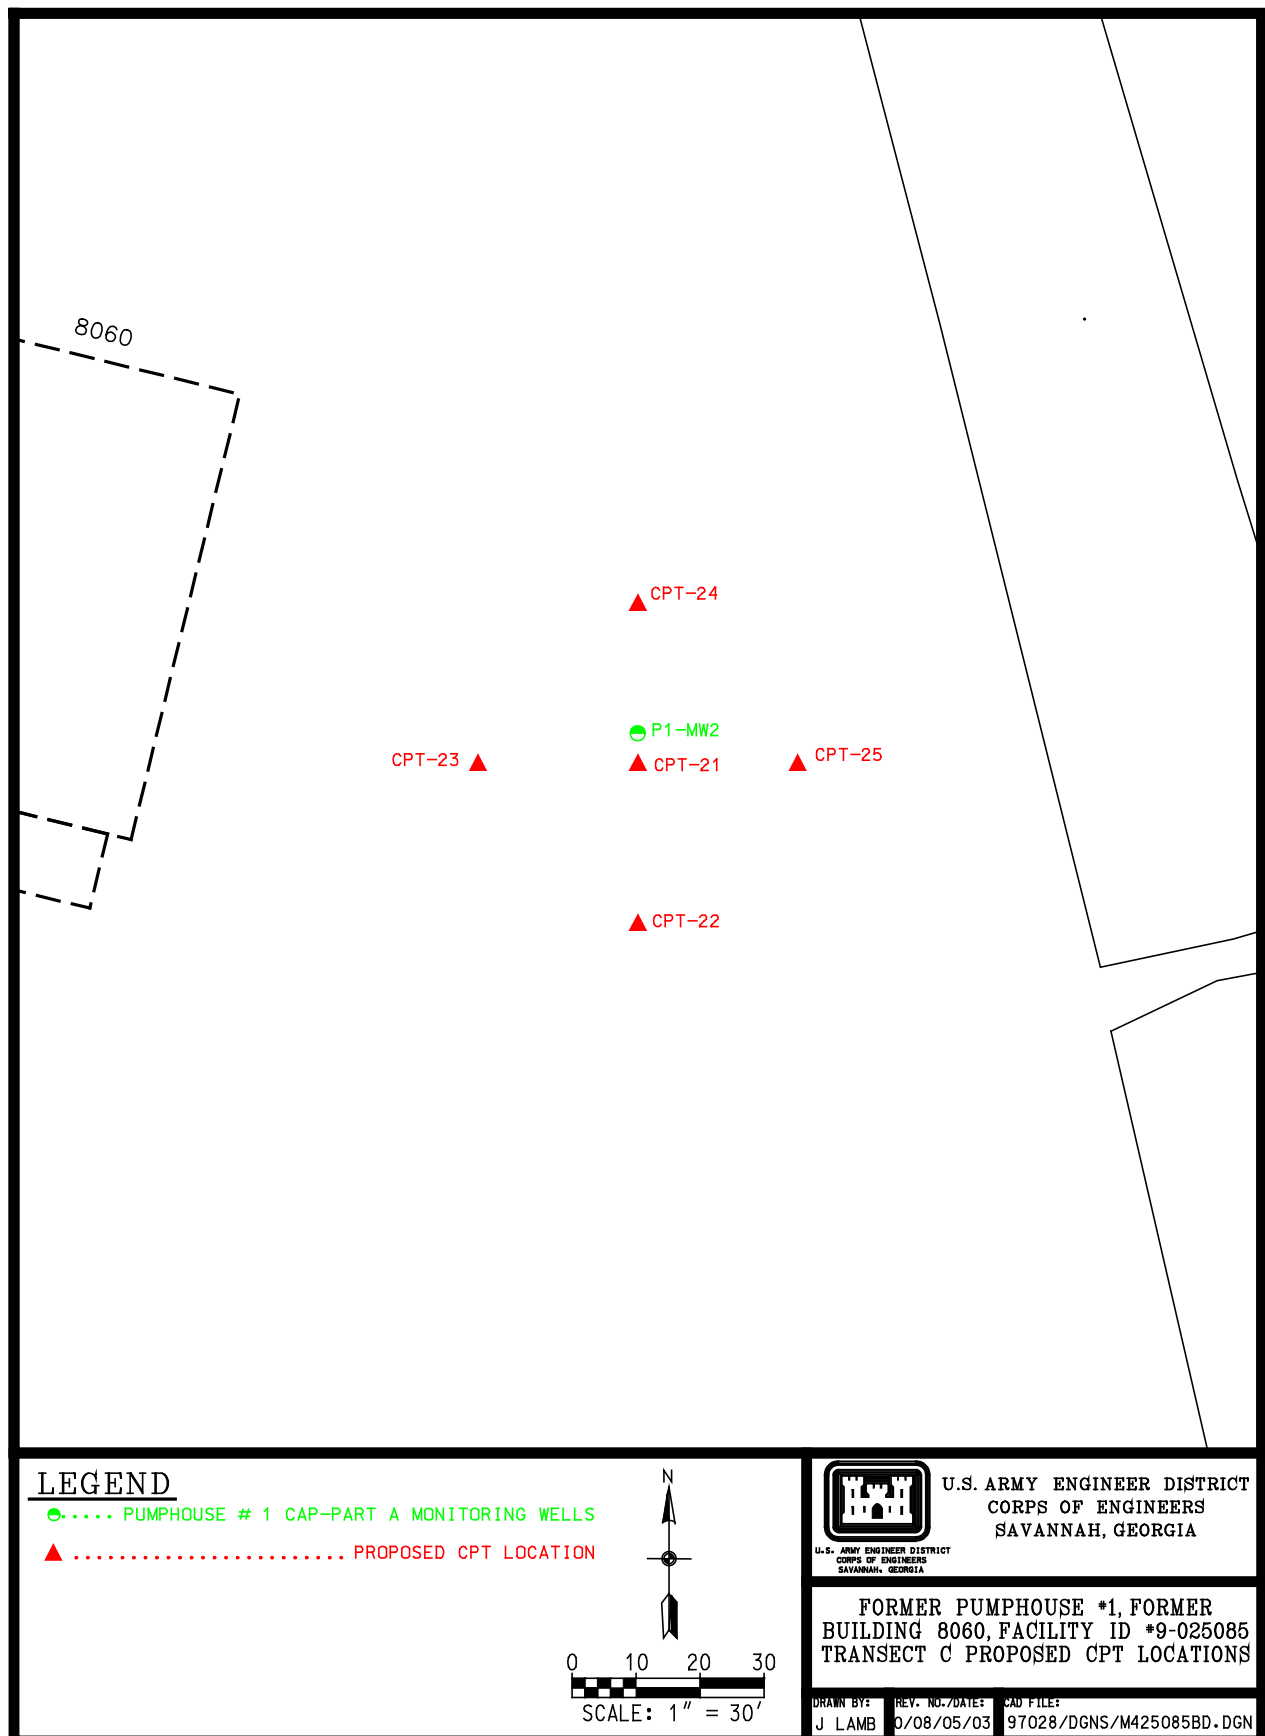 8060
CPT-24
P1-MW2
CPT-23
CPT-21
CPT-25
CPT-22
LEGEND
..... PUMPHOUSE # 1 CAP-PART A MONITORING WELLS
........................ PROPOSED CPT LOCATION
N
0 10 20 30
SCALE: 1" = 30'
U.S. ARMY ENGINEER DISTRICT
CORPS OF ENGINEERS
SAVANNAH, GEORGIA
U.S. ARMY ENGINEER DISTRICT
CORPS OF ENGINEERS
SAVANNAH, GEORGIA
FORMER PUMPHOUSE #1, FORMER
BUILDING 8060, FACILITY ID #9-025085
TRANSECT C PROPOSED CPT LOCATIONS
DRAWN BY:
J LAMB
REV. NO./DATE:
0/08/05/03
CAD FILE:
97028/DGNS/M425085BD.DGN